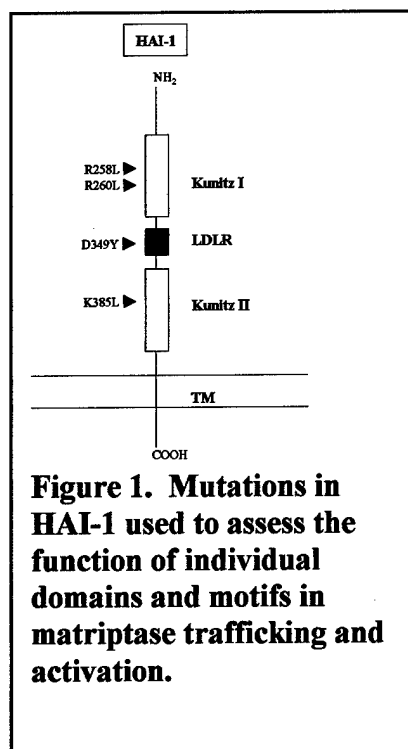 HAI-1
NH2
R258L
R260L
Kunitz I
D349Y
LDLR
K385L
Kunitz II
TM
COOH
Figure 1. Mutations in
HAI-1 used to assess the
function of individual
domains and motifs in
matriptase trafficking and
activation.